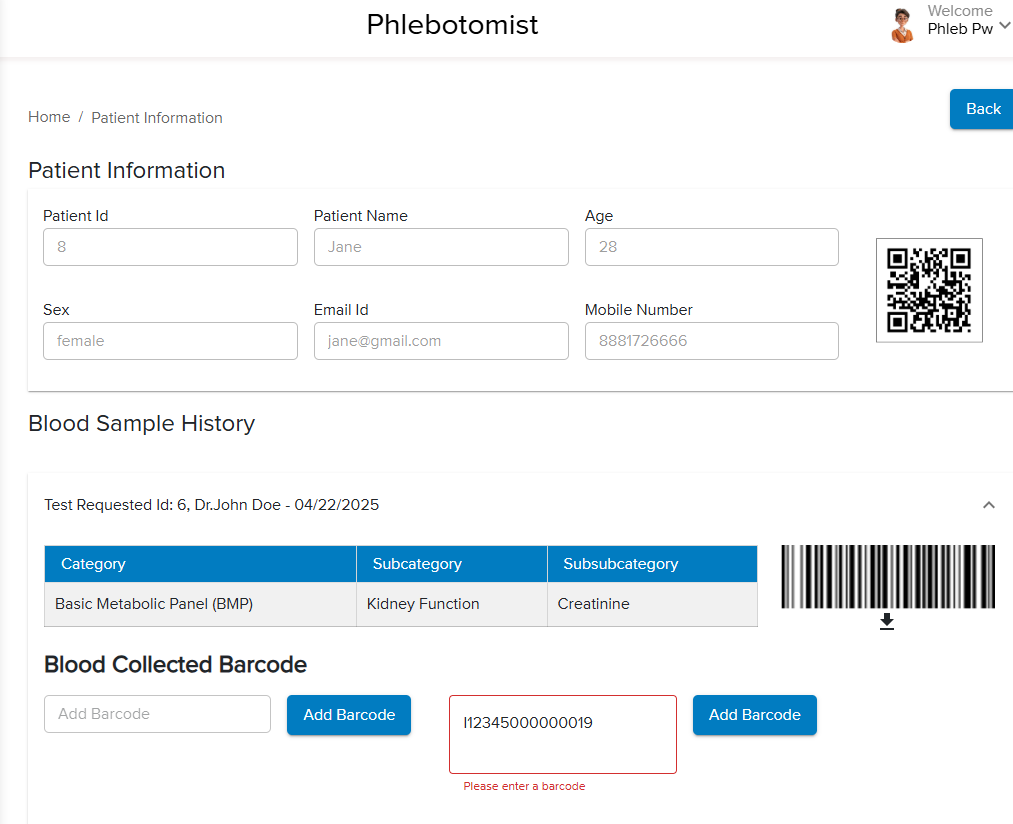 Phlebotomist
Welcome
Phleb Pw
Home / Patient Information
Back
Patient Information
Patient Id Patient Name Age
8 Jane 28
Sex Email Id Mobile Number
female jane@gmail.com 8881726666
Blood Sample History
Test Requested Id: 6, Dr.John Doe - 04/22/2025
Category Subcategory Subsubcategory
Basic Metabolic Panel (BMP) Kidney Function Creatinine
Blood Collected Barcode
Add Barcode Add Barcode I12345000000019 Add Barcode
Please enter a barcode